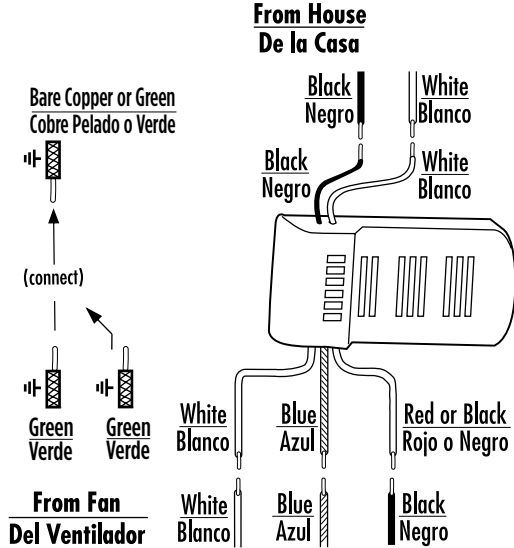 From House
De la Casa
Black
Negro
White
Blanco
Bare Copper or Green
Cobre Pelado o Verde
Black
Negro
White
Blanco
(connect)
Green
Verde
Green
Verde
White
Blanco
Blue
Azul
Red or Black
Rojo o Negro
From Fan
Del Ventilador
White
Blanco
Blue
Azul
Black
Negro